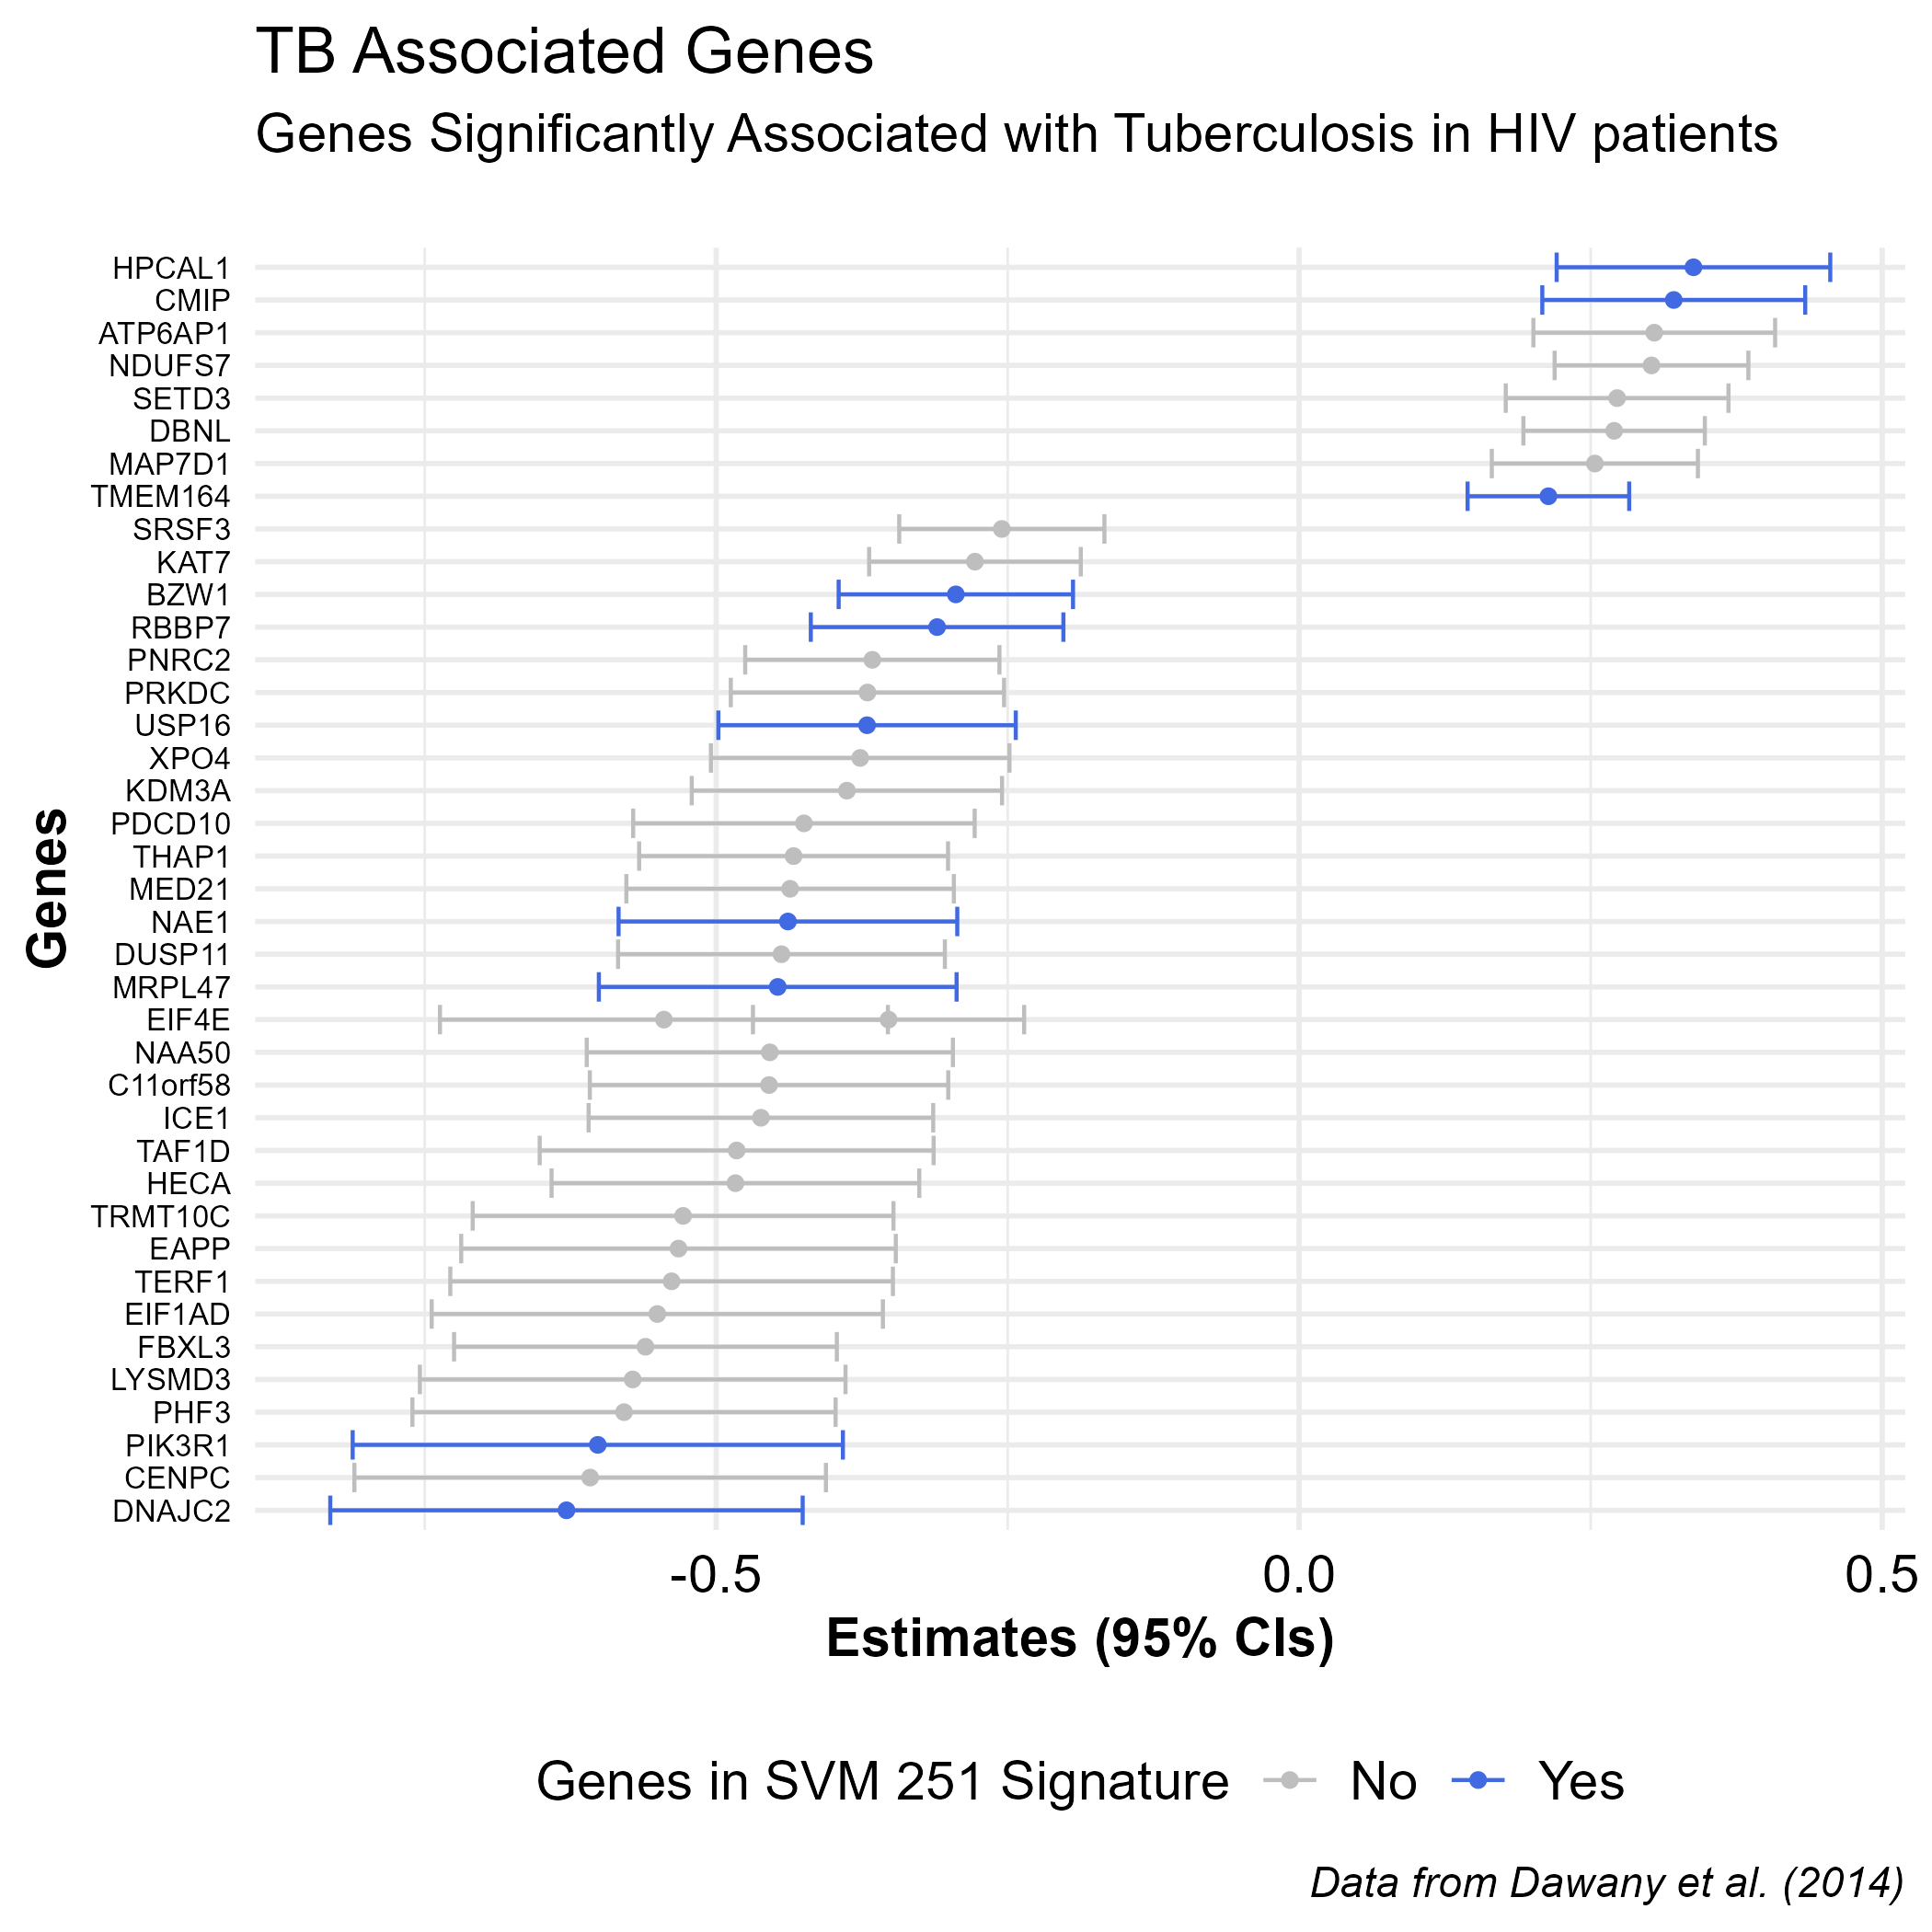 TB Associated Genes
Genes Significantly Associated with Tuberculosis in HIV patients
Genes
HPCAL1
CMIP
ATP6AP1
NDUFS7
SETD3
DBNL
MAP7D1
TMEM164
SRSF3
KAT7
BZW1
RBBP7
PNRC2
PRKDC
USP16
XPO4
KDM3A
PDCD10
THAP1
MED21
NAE1
DUSP11
MRPL47
EIF4E
NAA50
C11orf58
ICE1
TAF1D
HECA
TRMT10C
EAPP
TERF1
EIF1AD
FBXL3
LYSMD3
PHF3
PIK3R1
CENPC
DNAJC2
-0.5 0.0 0.5
Estimates (95% CIs)
Genes in SVM 251 Signature No Yes
Data from Dawany et al. (2014)